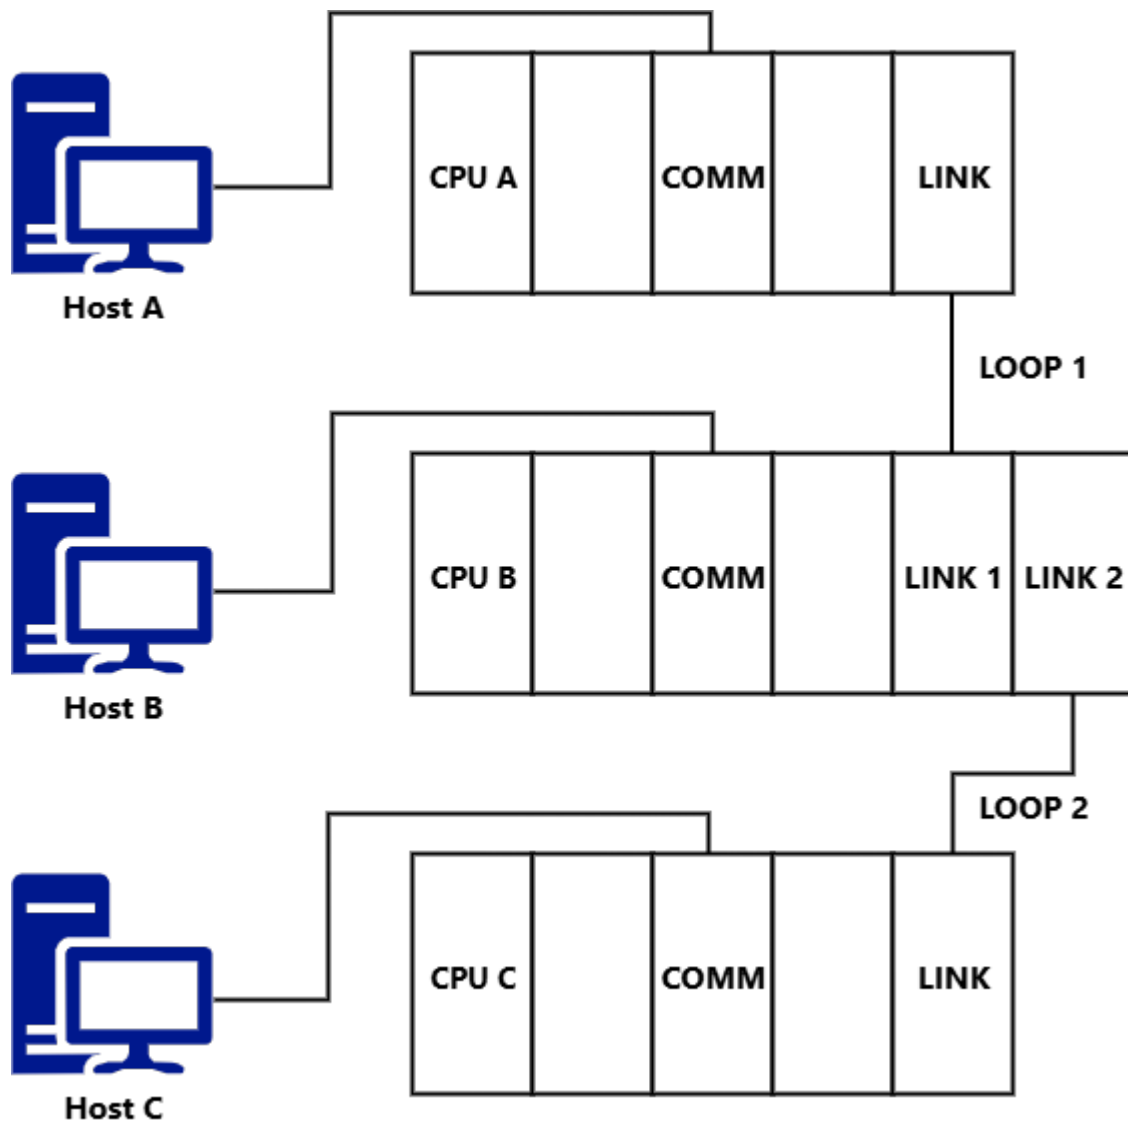 CPU A
COMM
LINK
Host A
LOOP 1
CPU B
COMM
LINK 1
LINK 2
Host B
LOOP 2
CPU C
COMM
LINK
Host C